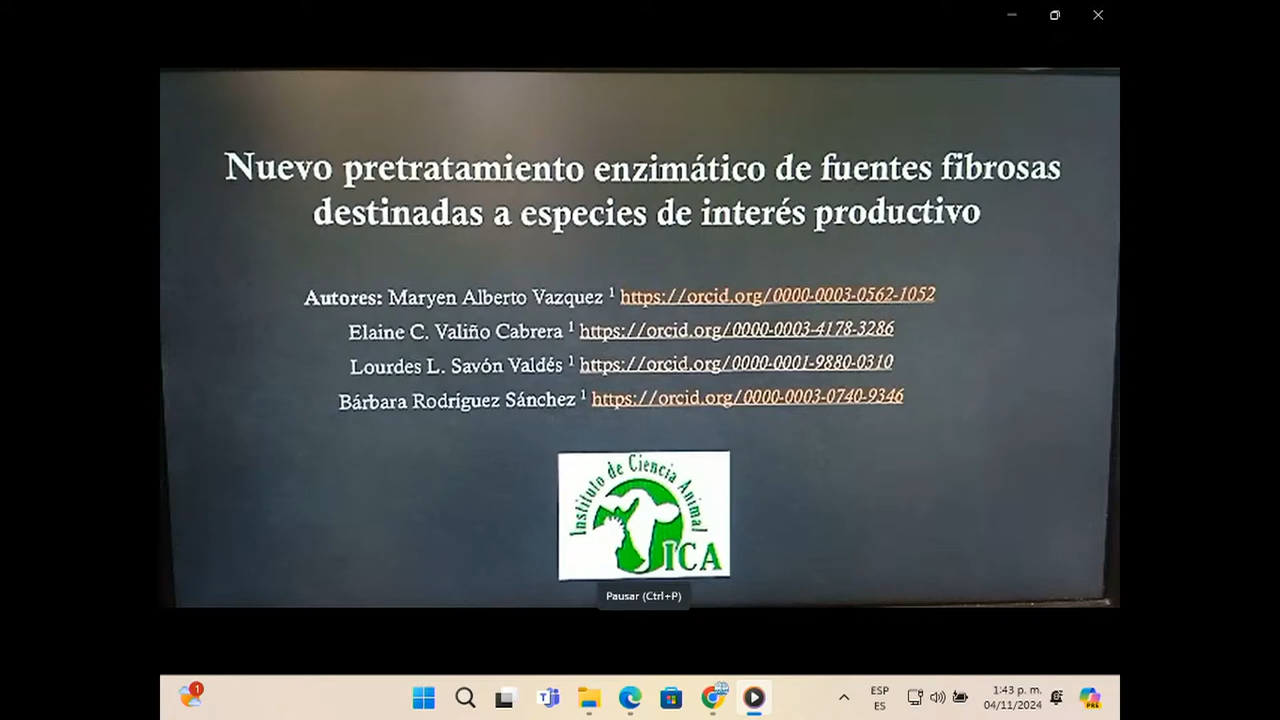 Nuevo pretratamiento enzimático de fuentes fibrosas
destinadas a especies de interés productivo
Autores: Maryen Alberto Vazquez 1 https://orcid.org/0000-0003-0562-1052
Elaine C. Valiño Cabrera 1 https://orcid.org/0000-0003-4178-3286
Lourdes L. Savón Valdés 1 https://orcid.org/0000-0001-9880-0310
Bárbara Rodríguez Sánchez 1 https://orcid.org/0000-0003-0740-9346
Instituto de Ciencia Animal
ICA
Pausar (Ctrl+P)
1
ESP
ES
1:43 p. m.
04/11/2024
PRE